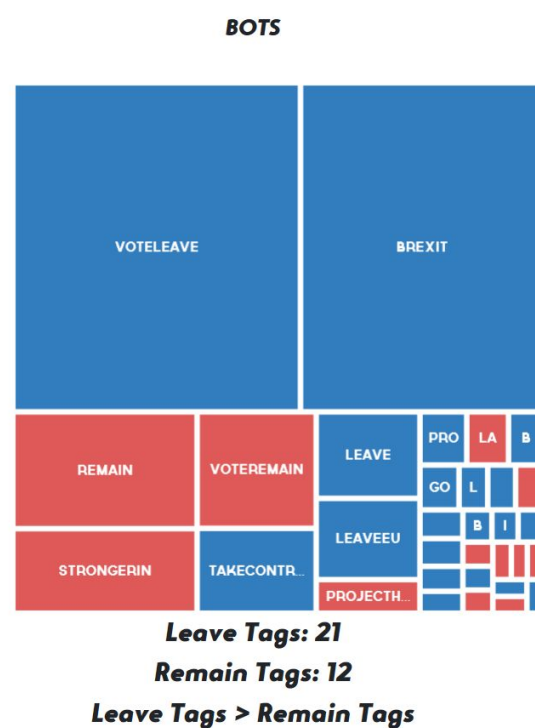 BOTS
VOTELEAVE
BREXIT
REMAIN
VOTEREMAIN
LEAVE
PRO
LA
B
GO
L
LEAVEEU
B
I
STRONGERIN
TAKECONTR...
PROJECTH...
Leave Tags: 21
Remain Tags: 12
Leave Tags > Remain Tags